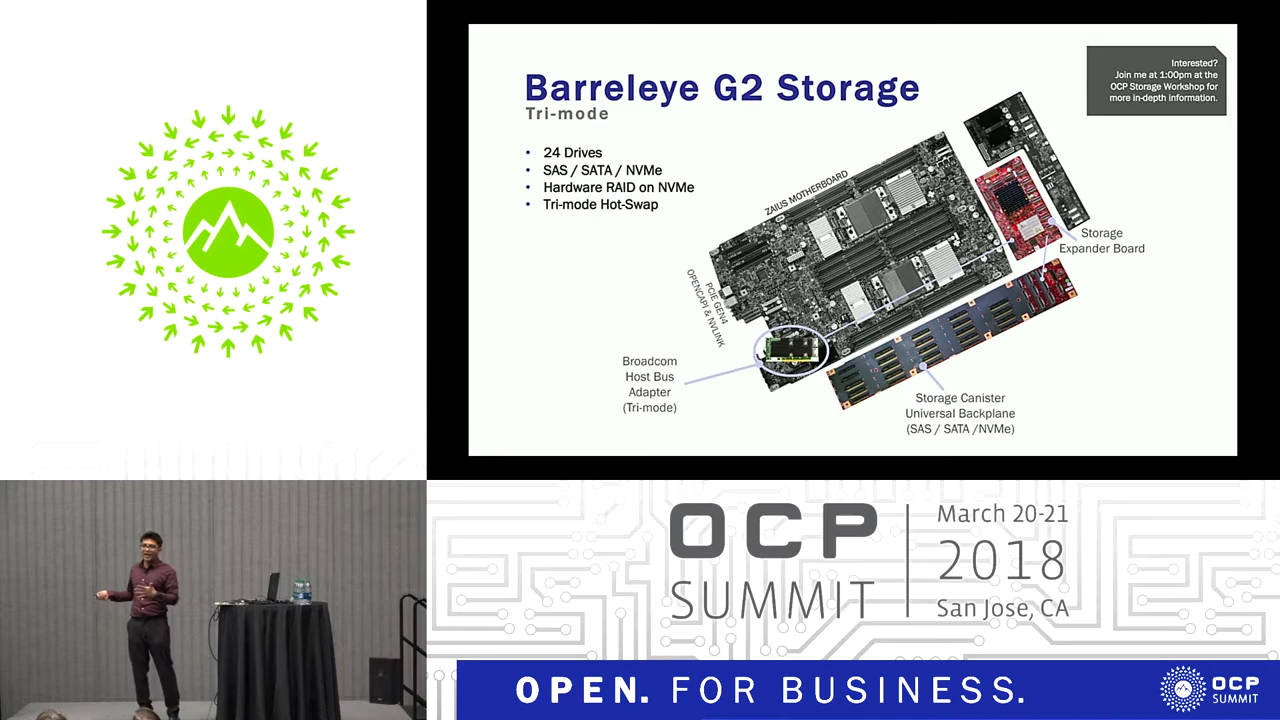 Barreleye G2 Storage
Tri-mode
Interested?
Join me at 1:00pm at the
OCP Storage Workshop for
more in-depth information.
• 24 Drives
• SAS / SATA / NVMe
• Hardware RAID on NVMe
• Tri-mode Hot-Swap
ZAIUS MOTHERBOARD
Storage
Expander Board
PCIE GEN4
OPENCAPI & NVLINK
Broadcom
Host Bus
Adapter
(Tri-mode)
Storage Canister
Universal Backplane
(SAS / SATA /NVMe)
OCP
SUMMIT
March 20-21
2018
San Jose, CA
OPEN. FOR BUSINESS.
OCP
SUMMIT